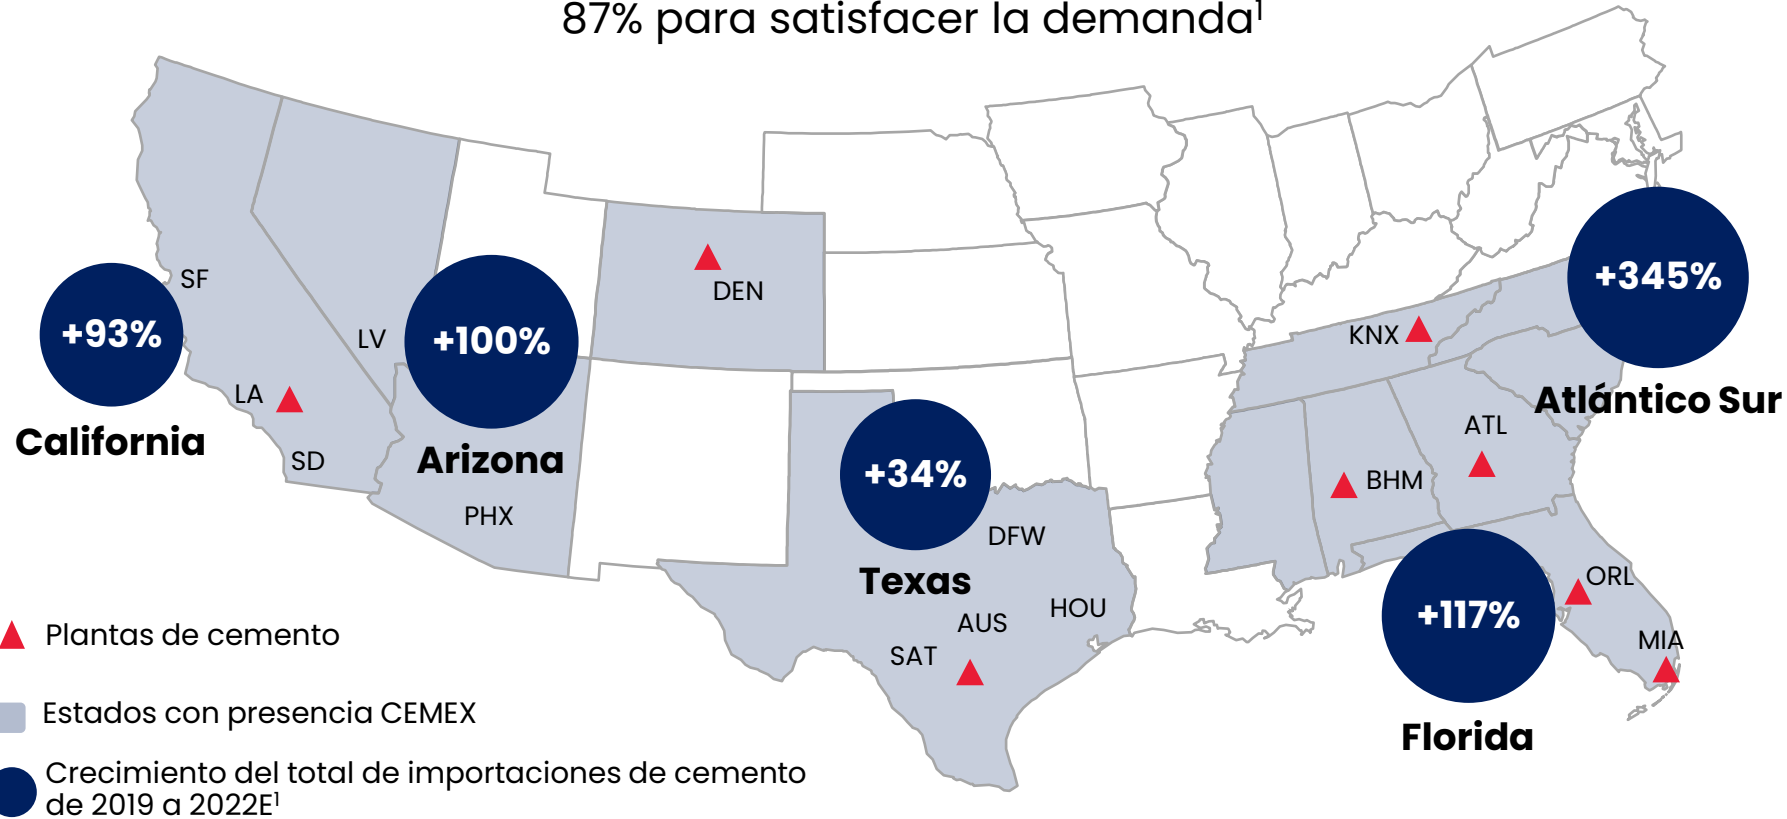 87% para satisfacer la demanda¹
SF
+93%
California
LV
LA
SD
+100%
Arizona
PHX
DEN
+34%
Texas
DFW
AUS
HOU
SAT
KNX
+345%
Atlántico Sur
ATL
BHM
+117%
Florida
ORL
MIA
Plantas de cemento
Estados con presencia CEMEX
Crecimiento del total de importaciones de cemento
de 2019 a 2022E¹